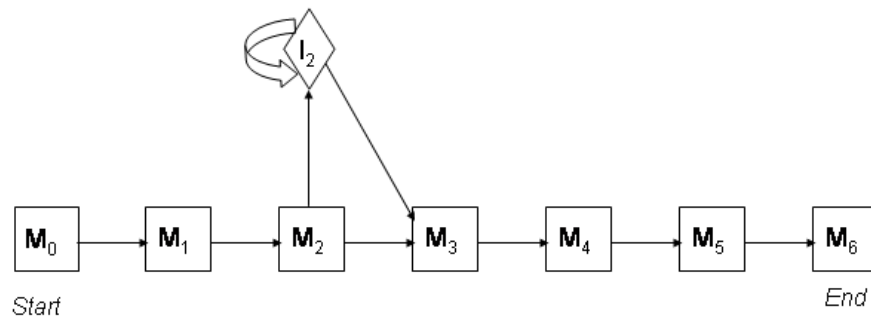 I₂
M₀ M₁ M₂ M₃ M₄ M₅ M₆
Start End